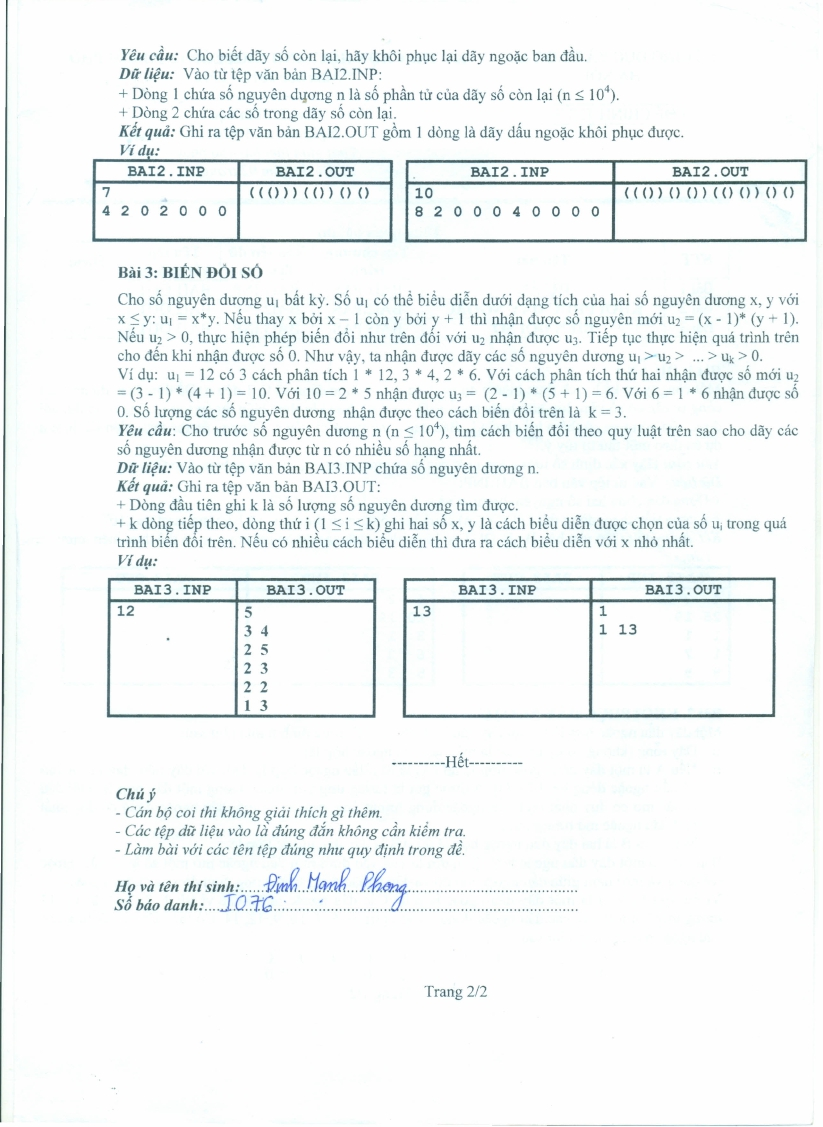 Yêu cầu: Cho biết dãy số còn lại, hãy khôi phục lại dãy ngoặc ban đầu.
Dữ liệu: Vào từ tệp văn bản BAI2.INP:
+ Dòng 1 chứa số nguyên dương n là số phần tử của dãy số còn lại (n ≤ 10⁴).
+ Dòng 2 chứa các số trong dãy số còn lại.
Kết quả: Ghi ra tệp văn bản BAI2.OUT gồm 1 dòng là dãy dấu ngoặc khôi phục được.
Ví dụ:
BAI2.INP BAI2.OUT BAI2.INP BAI2.OUT
7 ((()))(())()() 10 ((())()())(()())()()
4 2 0 2 0 0 0 8 2 0 0 0 4 0 0 0 0
Bài 3: BIẾN ĐỔI SỐ
Cho số nguyên dương u₁ bất kỳ. Số u₁ có thể biểu diễn dưới dạng tích của hai số nguyên dương x, y với
x ≤ y: u₁ = x*y. Nếu thay x bởi x – 1 còn y bởi y + 1 thì nhận được số nguyên mới u₂ = (x - 1)* (y + 1).
Nếu u₂ > 0, thực hiện phép biến đổi như trên đối với u₂ nhận được u₃. Tiếp tục thực hiện quá trình trên
cho đến khi nhận được số 0. Như vậy, ta nhận được dãy các số nguyên dương u₁ > u₂ > ... > uₖ > 0.
Ví dụ: u₁ = 12 có 3 cách phân tích 1 * 12, 3 * 4, 2 * 6. Với cách phân tích thứ hai nhận được số mới u₂
= (3 - 1) * (4 + 1) = 10. Với 10 = 2 * 5 nhận được u₃ = (2 - 1) * (5 + 1) = 6. Với 6 = 1 * 6 nhận được số
0. Số lượng các số nguyên dương nhận được theo cách biến đổi trên là k = 3.
Yêu cầu: Cho trước số nguyên dương n (n ≤ 10⁴), tìm cách biến đổi theo quy luật trên sao cho dãy các
số nguyên dương nhận được từ n có nhiều số hạng nhất.
Dữ liệu: Vào từ tệp văn bản BAI3.INP chứa số nguyên dương n.
Kết quả: Ghi ra tệp văn bản BAI3.OUT:
+ Dòng đầu tiên ghi k là số lượng số nguyên dương tìm được.
+ k dòng tiếp theo, dòng thứ i (1 ≤ i ≤ k) ghi hai số x, y là cách biểu diễn được chọn của số uᵢ trong quá
trình biến đổi trên. Nếu có nhiều cách biểu diễn thì đưa ra cách biểu diễn với x nhỏ nhất.
Ví dụ:
BAI3.INP BAI3.OUT BAI3.INP BAI3.OUT
12 5 13 1
3 4 1 13
2 5
2 3
2 2
1 3
----------Hết----------
Chú ý
- Cán bộ coi thi không giải thích gì thêm.
- Các tệp dữ liệu vào là đúng đắn không cần kiểm tra.
- Làm bài với các tên tệp đúng như quy định trong đề.
Họ và tên thí sinh:.....Đinh Mạnh Phong
Số báo danh:....I076
Trang 2/2